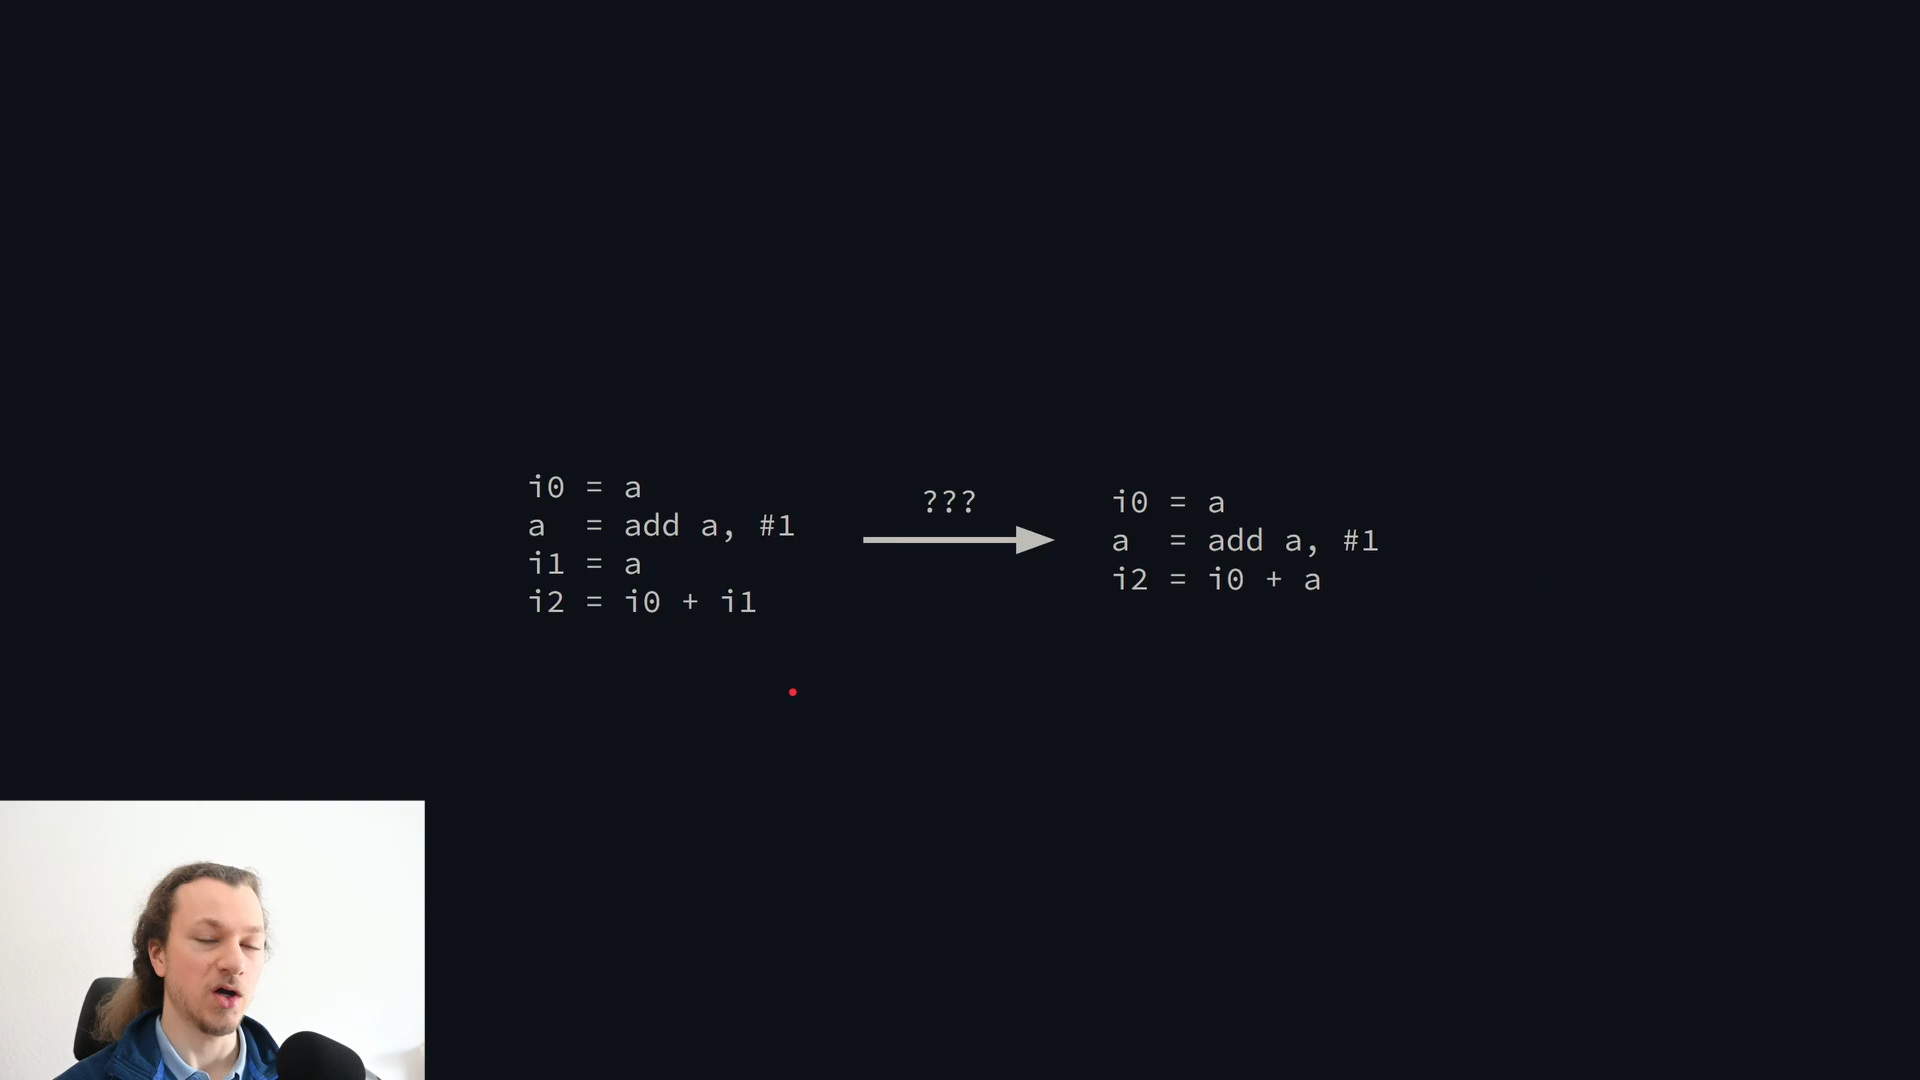 i0 = a
a  = add a, #1
i1 = a
i2 = i0 + i1
???
i0 = a
a  = add a, #1
i2 = i0 + a